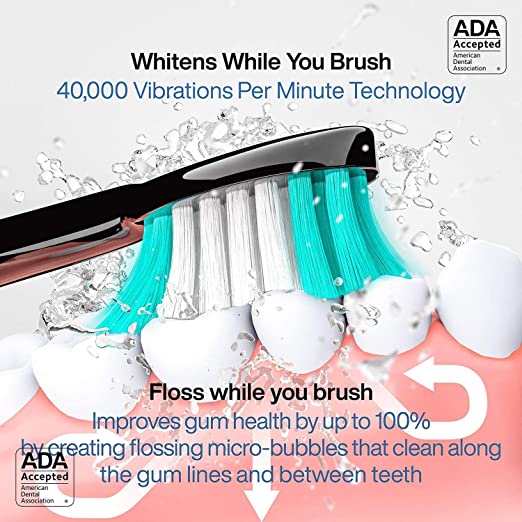 ADA
Accepted
American
Dental
Association ®
Whitens While You Brush
40,000 Vibrations Per Minute Technology
Floss while you brush
Improves gum health by up to 100%
by creating flossing micro-bubbles that clean along
the gum lines and between teeth
ADA
Accepted
American
Dental
Association ®